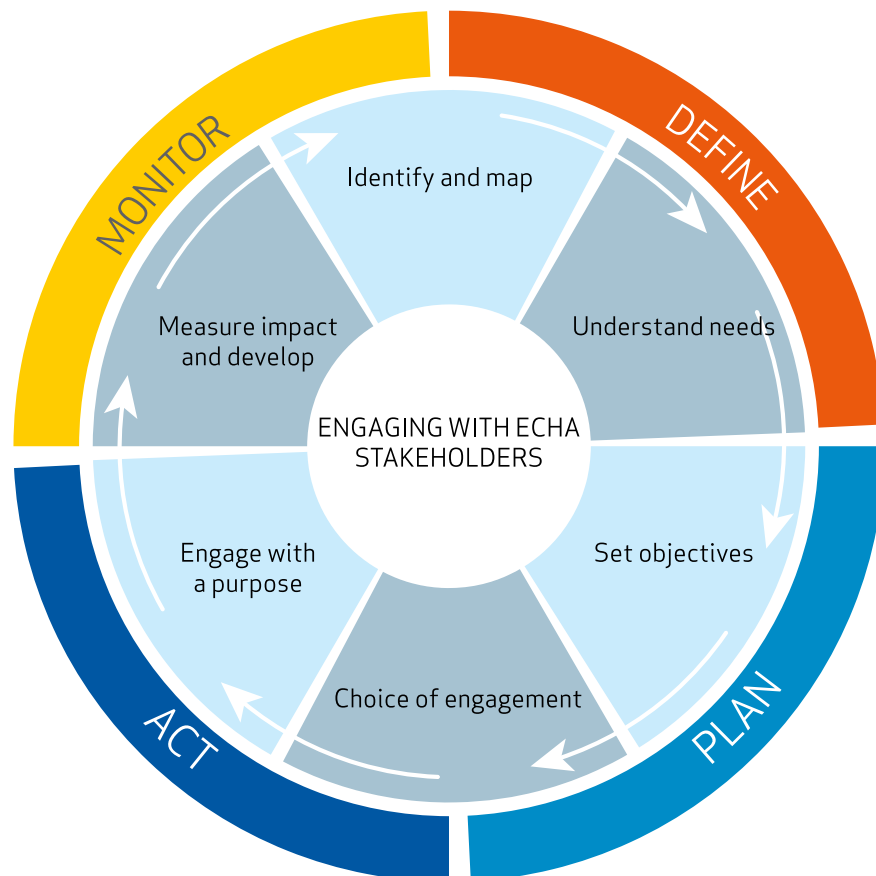 MONITOR
DEFINE
Identify and map
Measure impact
and develop
Understand needs
ENGAGING WITH ECHA
STAKEHOLDERS
Engage with
a purpose
Set objectives
Choice of engagement
ACT
PLAN